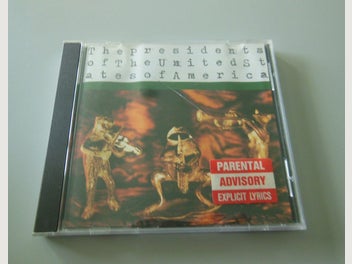 Thepresidents
ofTheUnitedSt
atesofAmerica
PARENTAL
ADVISORY
EXPLICIT LYRICS